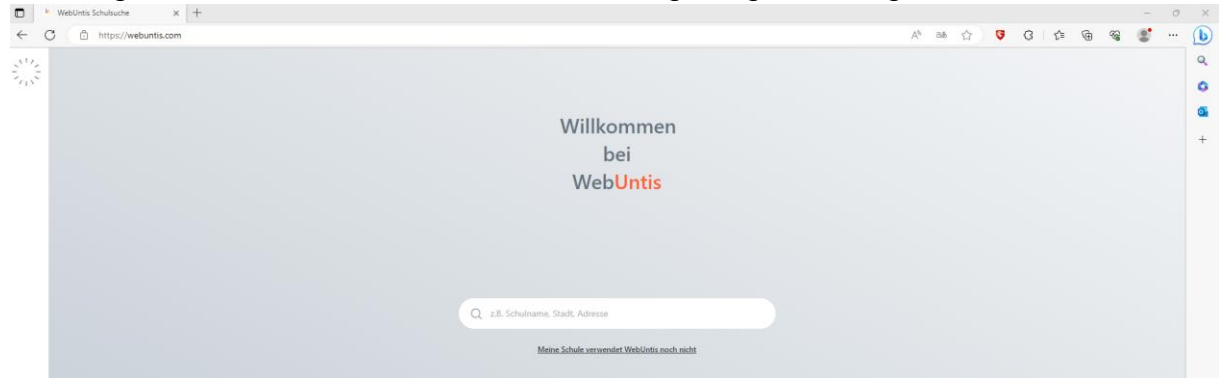 WebUntis Schulsuche
https://webuntis.com
Willkommen
bei
WebUntis
z.B. Schulname, Stadt, Adresse
Meine Schule verwendet WebUntis noch nicht